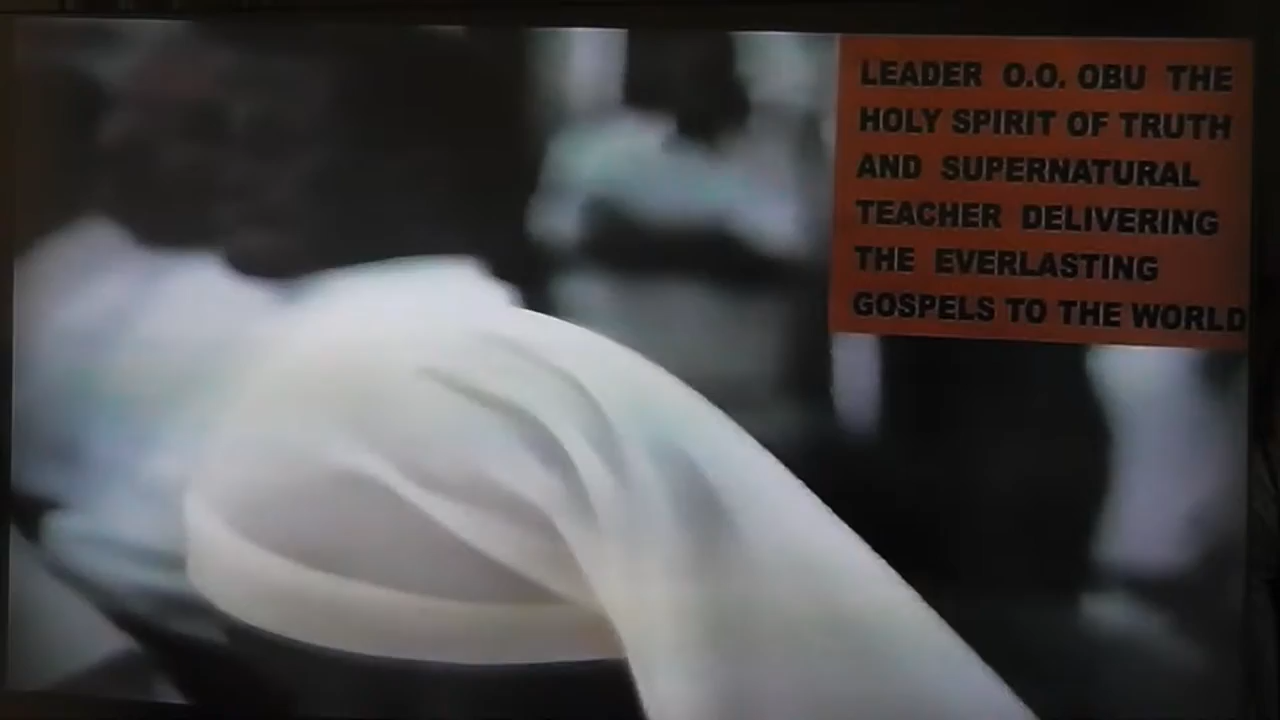 LEADER O.O. OBU THE
HOLY SPIRIT OF TRUTH
AND SUPERNATURAL
TEACHER DELIVERING
THE EVERLASTING
GOSPELS TO THE WORLD